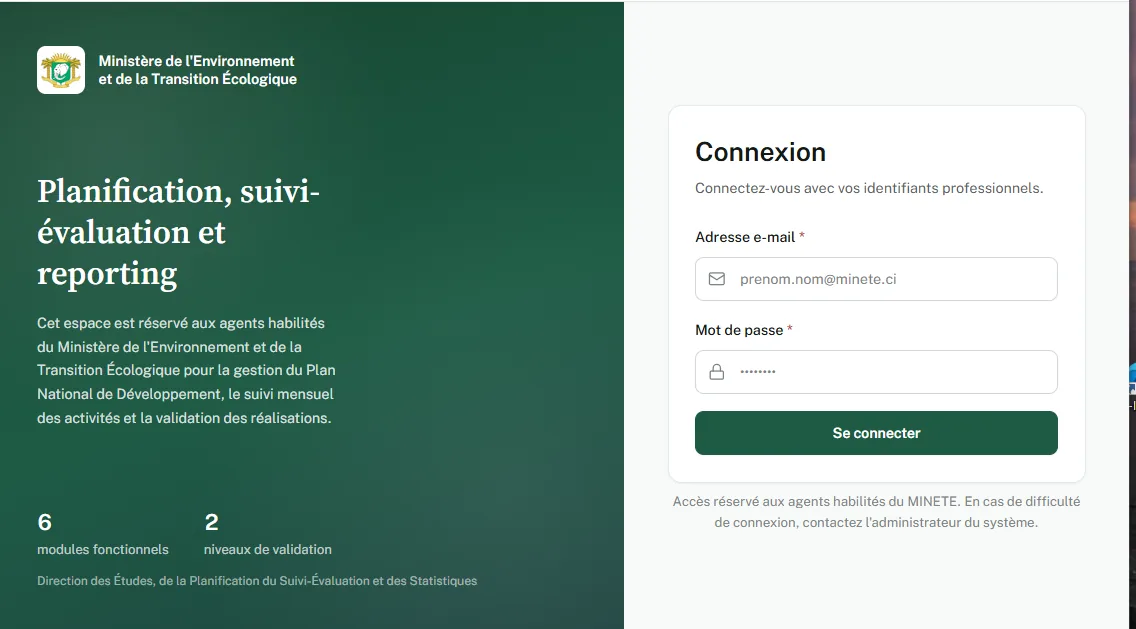 Ministère de l'Environnement
et de la Transition Écologique
Planification, suivi-
évaluation et
reporting
Cet espace est réservé aux agents habilités
du Ministère de l'Environnement et de la
Transition Écologique pour la gestion du Plan
National de Développement, le suivi mensuel
des activités et la validation des réalisations.
6
modules fonctionnels
2
niveaux de validation
Direction des Études, de la Planification du Suivi-Évaluation et des Statistiques
Connexion
Connectez-vous avec vos identifiants professionnels.
Adresse e-mail *
prenom.nom@minete.ci
Mot de passe *
••••••••
Se connecter
Accès réservé aux agents habilités du MINETE. En cas de difficulté
de connexion, contactez l'administrateur du système.